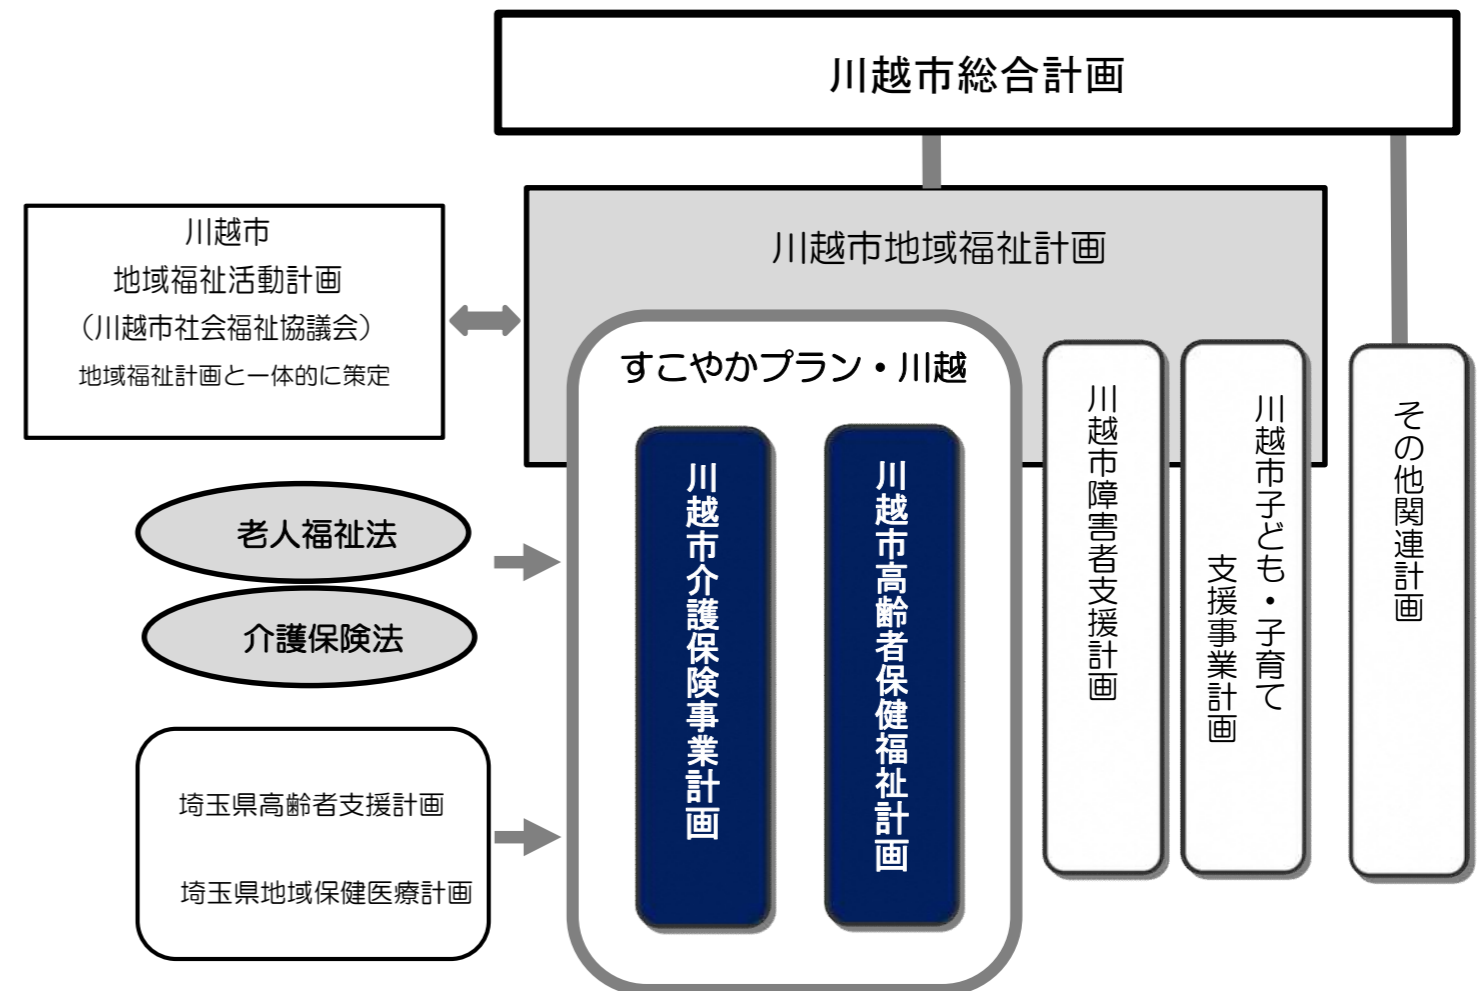 川越市総合計画
川越市
地域福祉活動計画
（川越市社会福祉協議会）
地域福祉計画と一体的に策定
川越市地域福祉計画
すこやかプラン・川越
川越市介護保険事業計画
川越市高齢者保健福祉計画
川越市障害者支援計画
川越市子ども・子育て
支援事業計画
その他関連計画
老人福祉法
介護保険法
埼玉県高齢者支援計画
埼玉県地域保健医療計画